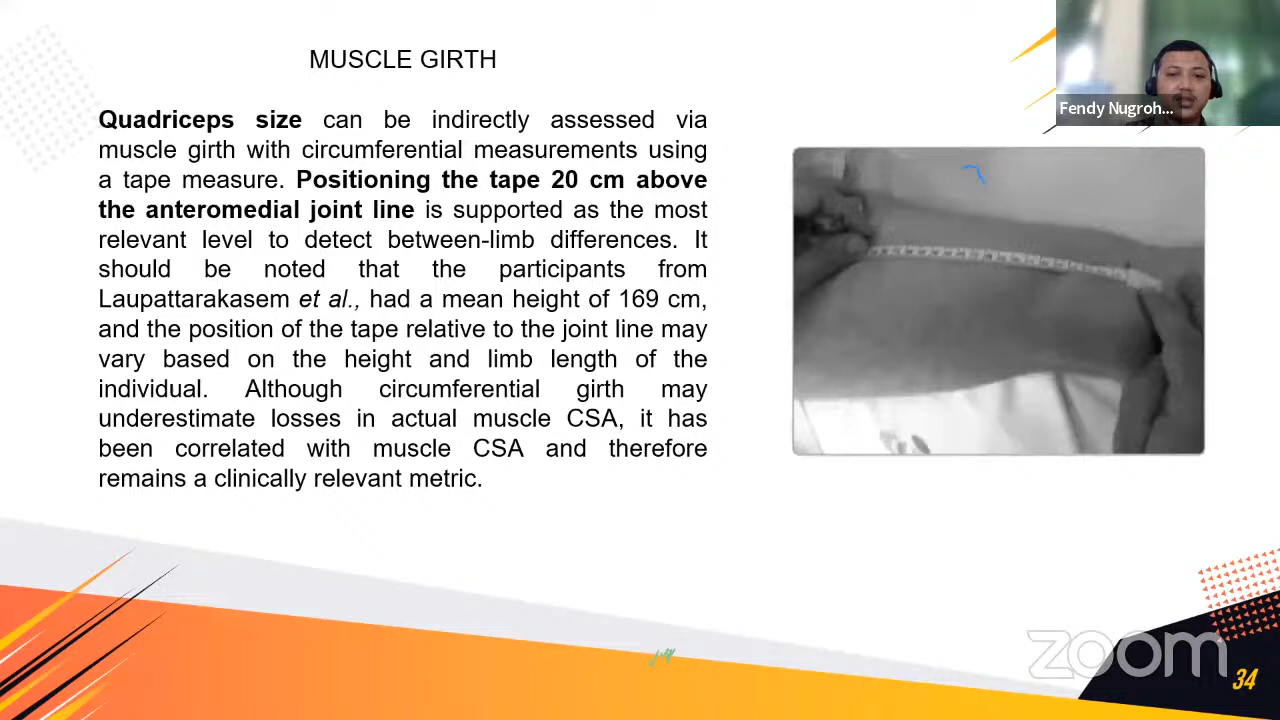 MUSCLE GIRTH
Quadriceps size can be indirectly assessed via
muscle girth with circumferential measurements using
a tape measure. Positioning the tape 20 cm above
the anteromedial joint line is supported as the most
relevant level to detect between-limb differences. It
should be noted that the participants from
Laupattarakasem et al., had a mean height of 169 cm,
and the position of the tape relative to the joint line may
vary based on the height and limb length of the
individual. Although circumferential girth may
underestimate losses in actual muscle CSA, it has
been correlated with muscle CSA and therefore
remains a clinically relevant metric.
Fendy Nugroh...
zoom
34